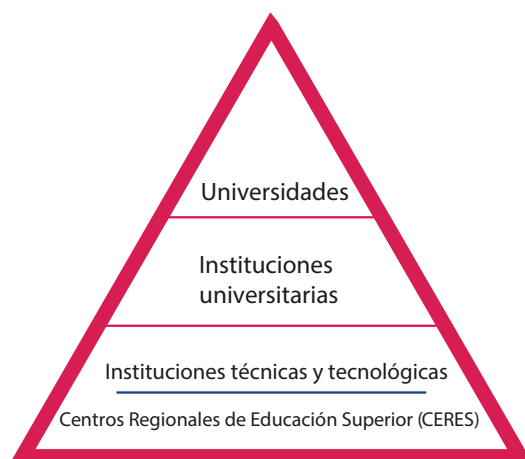 Universidades
Instituciones
universitarias
Instituciones técnicas y tecnológicas
Centros Regionales de Educación Superior (CERES)